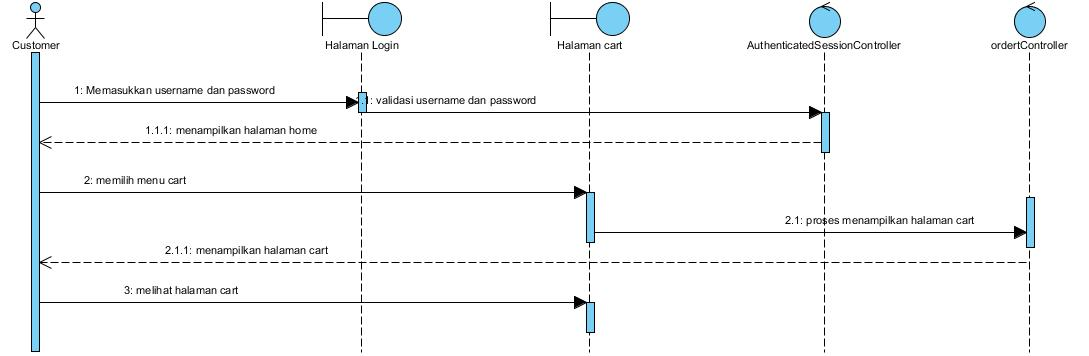 Customer
Halaman Login
Halaman cart
AuthenticatedSessionController
ordertController
1: Memasukkan username dan password
1.1: validasi username dan password
1.1.1: menampilkan halaman home
2: memilih menu cart
2.1: proses menampilkan halaman cart
2.1.1: menampilkan halaman cart
3: melihat halaman cart